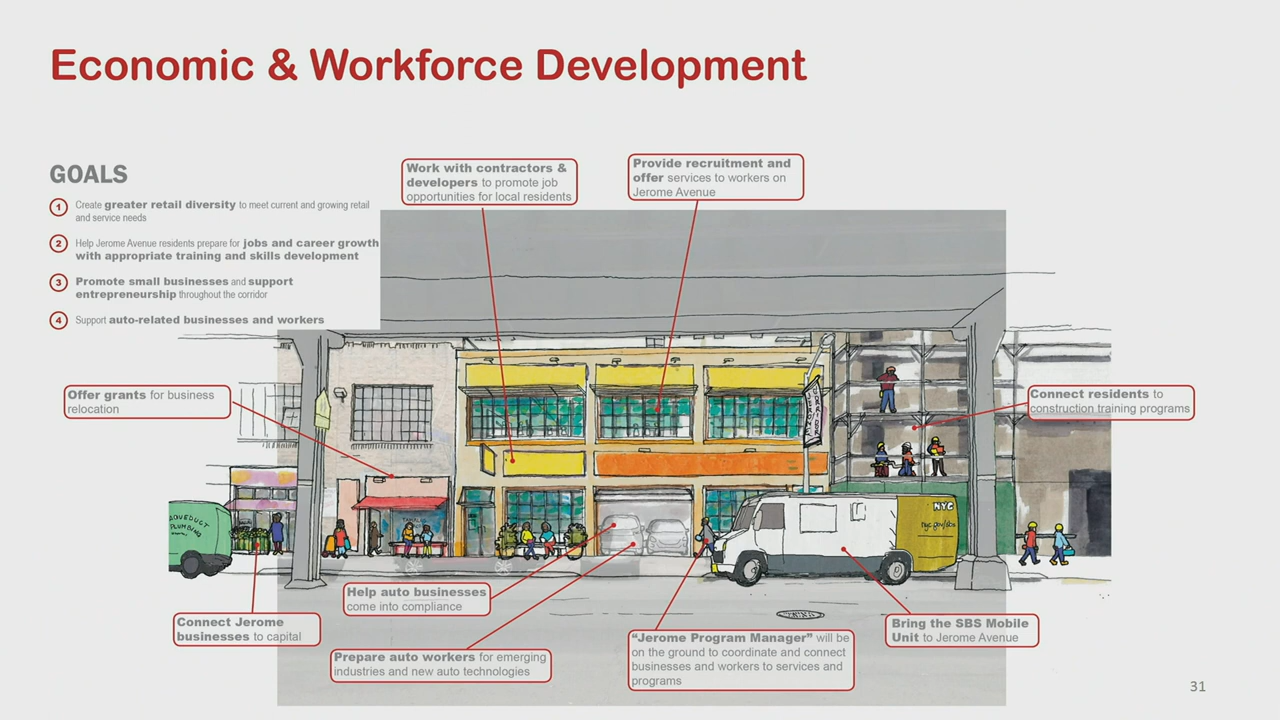 Economic & Workforce Development
GOALS
1 Create greater retail diversity to meet current and growing retail
and service needs
2 Help Jerome Avenue residents prepare for jobs and career growth
with appropriate training and skills development
3 Promote small businesses and support
entrepreneurship throughout the corridor
4 Support auto-related businesses and workers
Work with contractors &
developers to promote job
opportunities for local residents
Provide recruitment and
offer services to workers on
Jerome Avenue
Offer grants for business
relocation
Connect residents to
construction training programs
JEROME
AQUEDUCT
PLUMBING
NYC
nyc.gov/sbs
Help auto businesses
come into compliance
Connect Jerome
businesses to capital
Prepare auto workers for emerging
industries and new auto technologies
“Jerome Program Manager” will be
on the ground to coordinate and connect
businesses and workers to services and
programs
Bring the SBS Mobile
Unit to Jerome Avenue
31